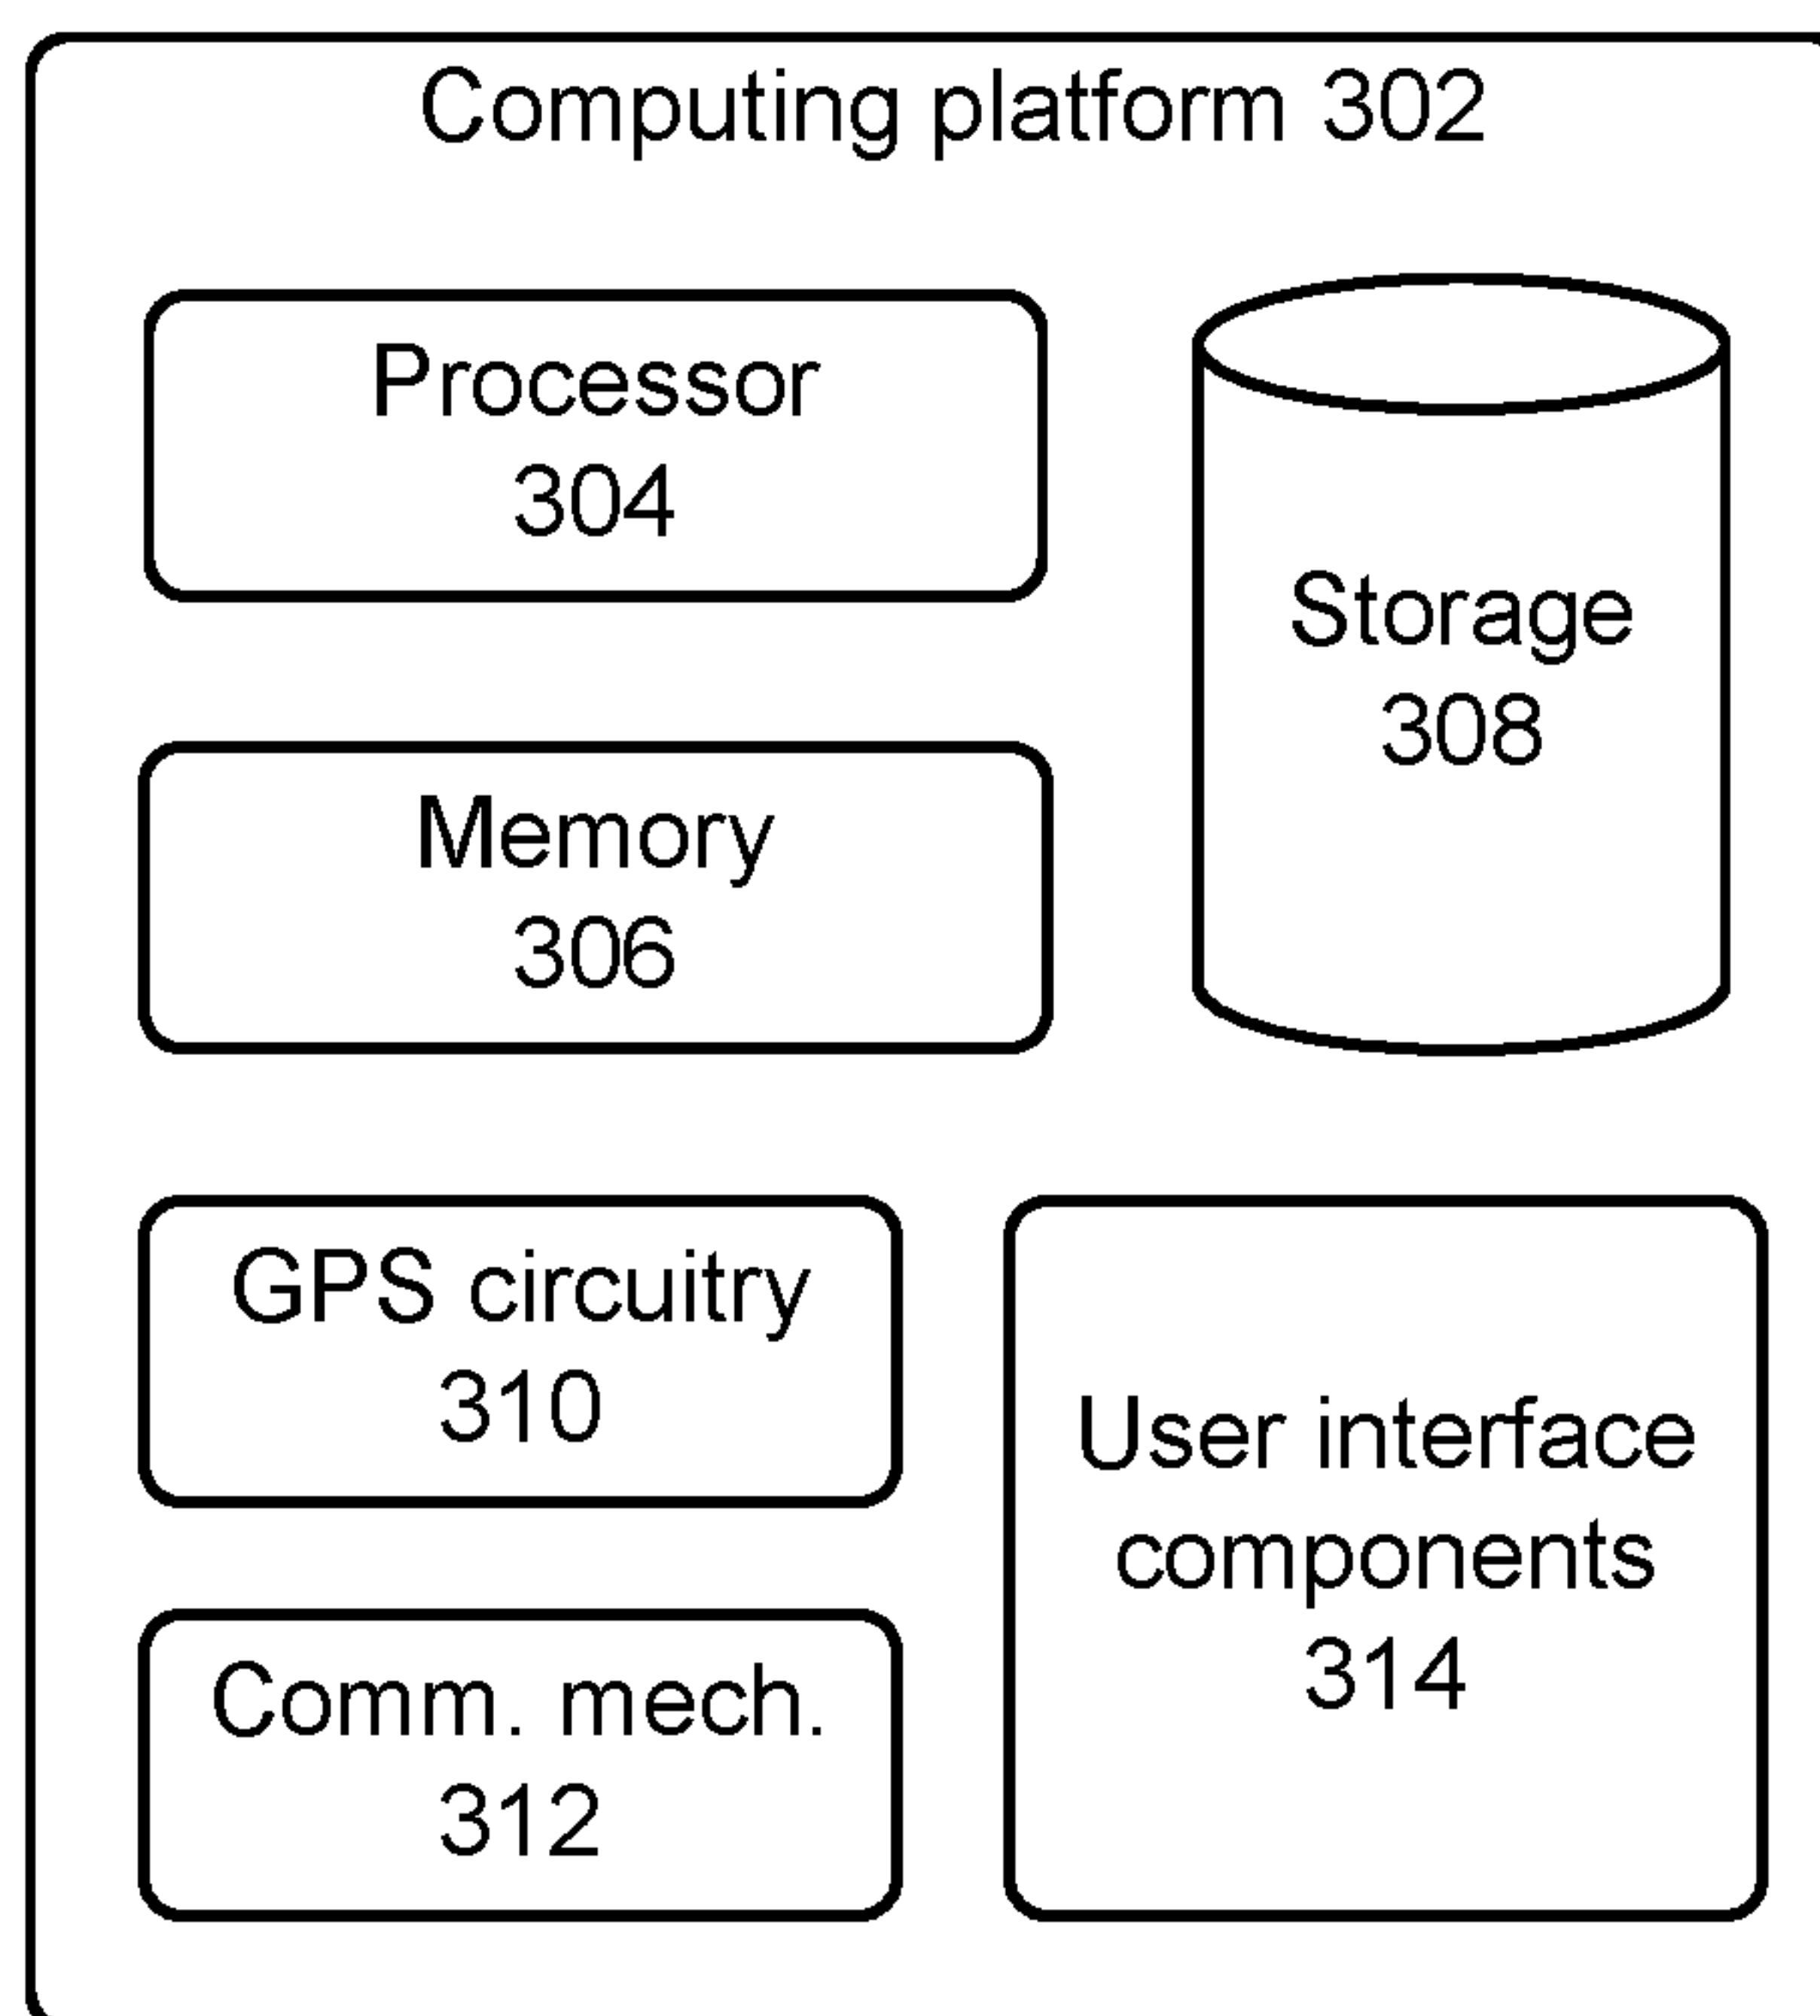 Computing platform 302
Processor
304
Storage
308
Memory
306
GPS circuitry
310
User interface
components
314
Comm. mech.
312